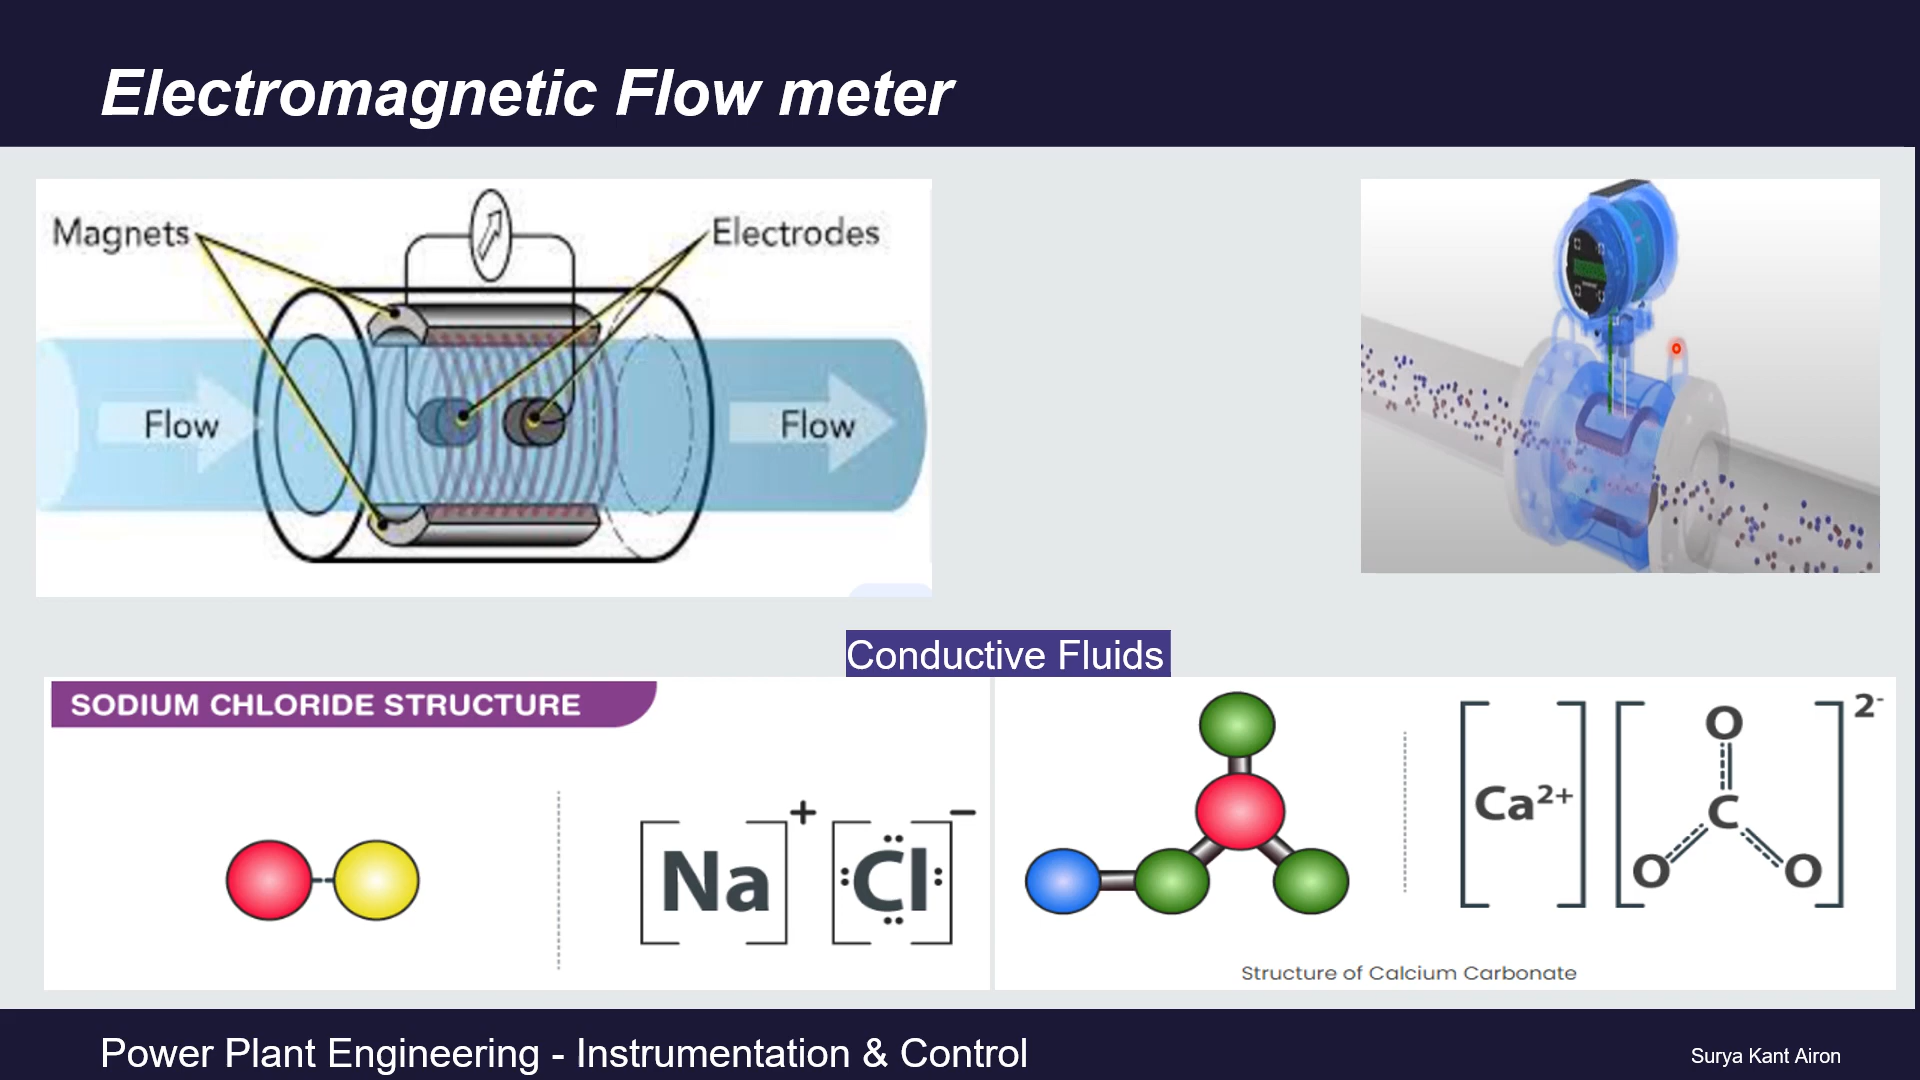 Electromagnetic Flow meter
Magnets
Electrodes
Flow
Flow
Conductive Fluids
SODIUM CHLORIDE STRUCTURE
[Na]+ [:Cl:]−
Ca2+
2-
O
C
O O
Structure of Calcium Carbonate
Power Plant Engineering - Instrumentation & Control
Surya Kant Airon